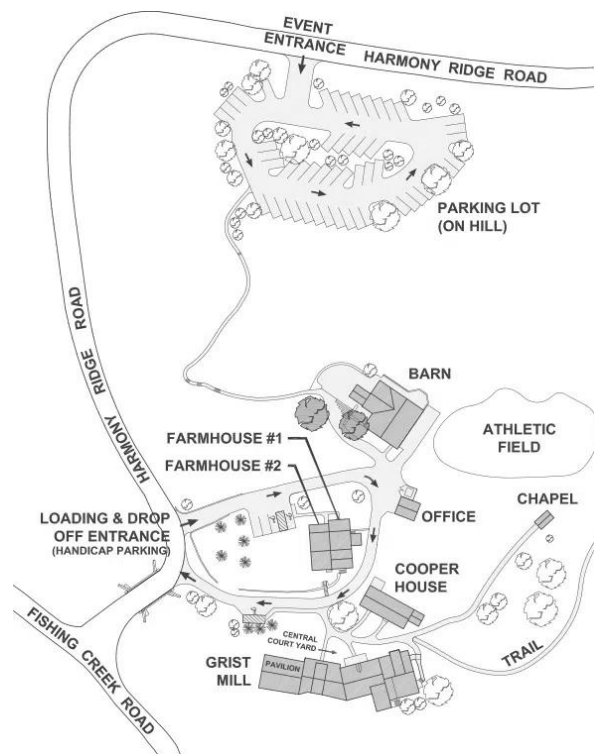 EVENT
ENTRANCE HARMONY RIDGE ROAD
PARKING LOT
(ON HILL)
HARMONY RIDGE ROAD
BARN
FARMHOUSE #1
FARMHOUSE #2
ATHLETIC
FIELD
CHAPEL
LOADING & DROP
OFF ENTRANCE
(HANDICAP PARKING)
OFFICE
COOPER
HOUSE
FISHING CREEK
ROAD
CENTRAL
COURT YARD
TRAIL
GRIST
MILL
PAVILION